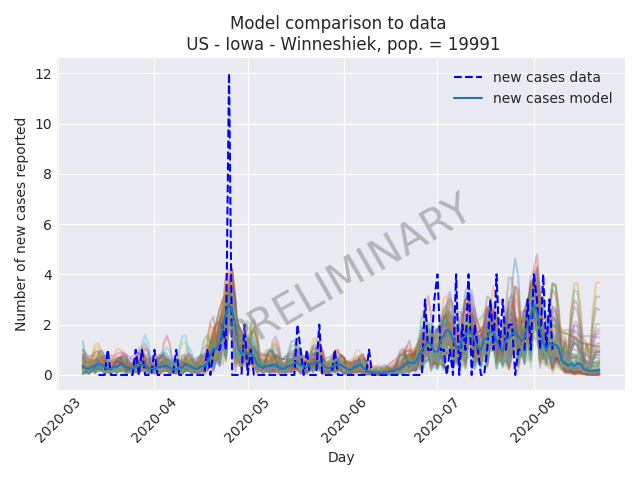 Model comparison to data
US - Iowa - Winneshiek, pop. = 19991
new cases data
new cases model
Number of new cases reported
12
10
8
6
4
2
0
PRELIMINARY
2020-03
2020-04
2020-05
2020-06
2020-07
2020-08
Day